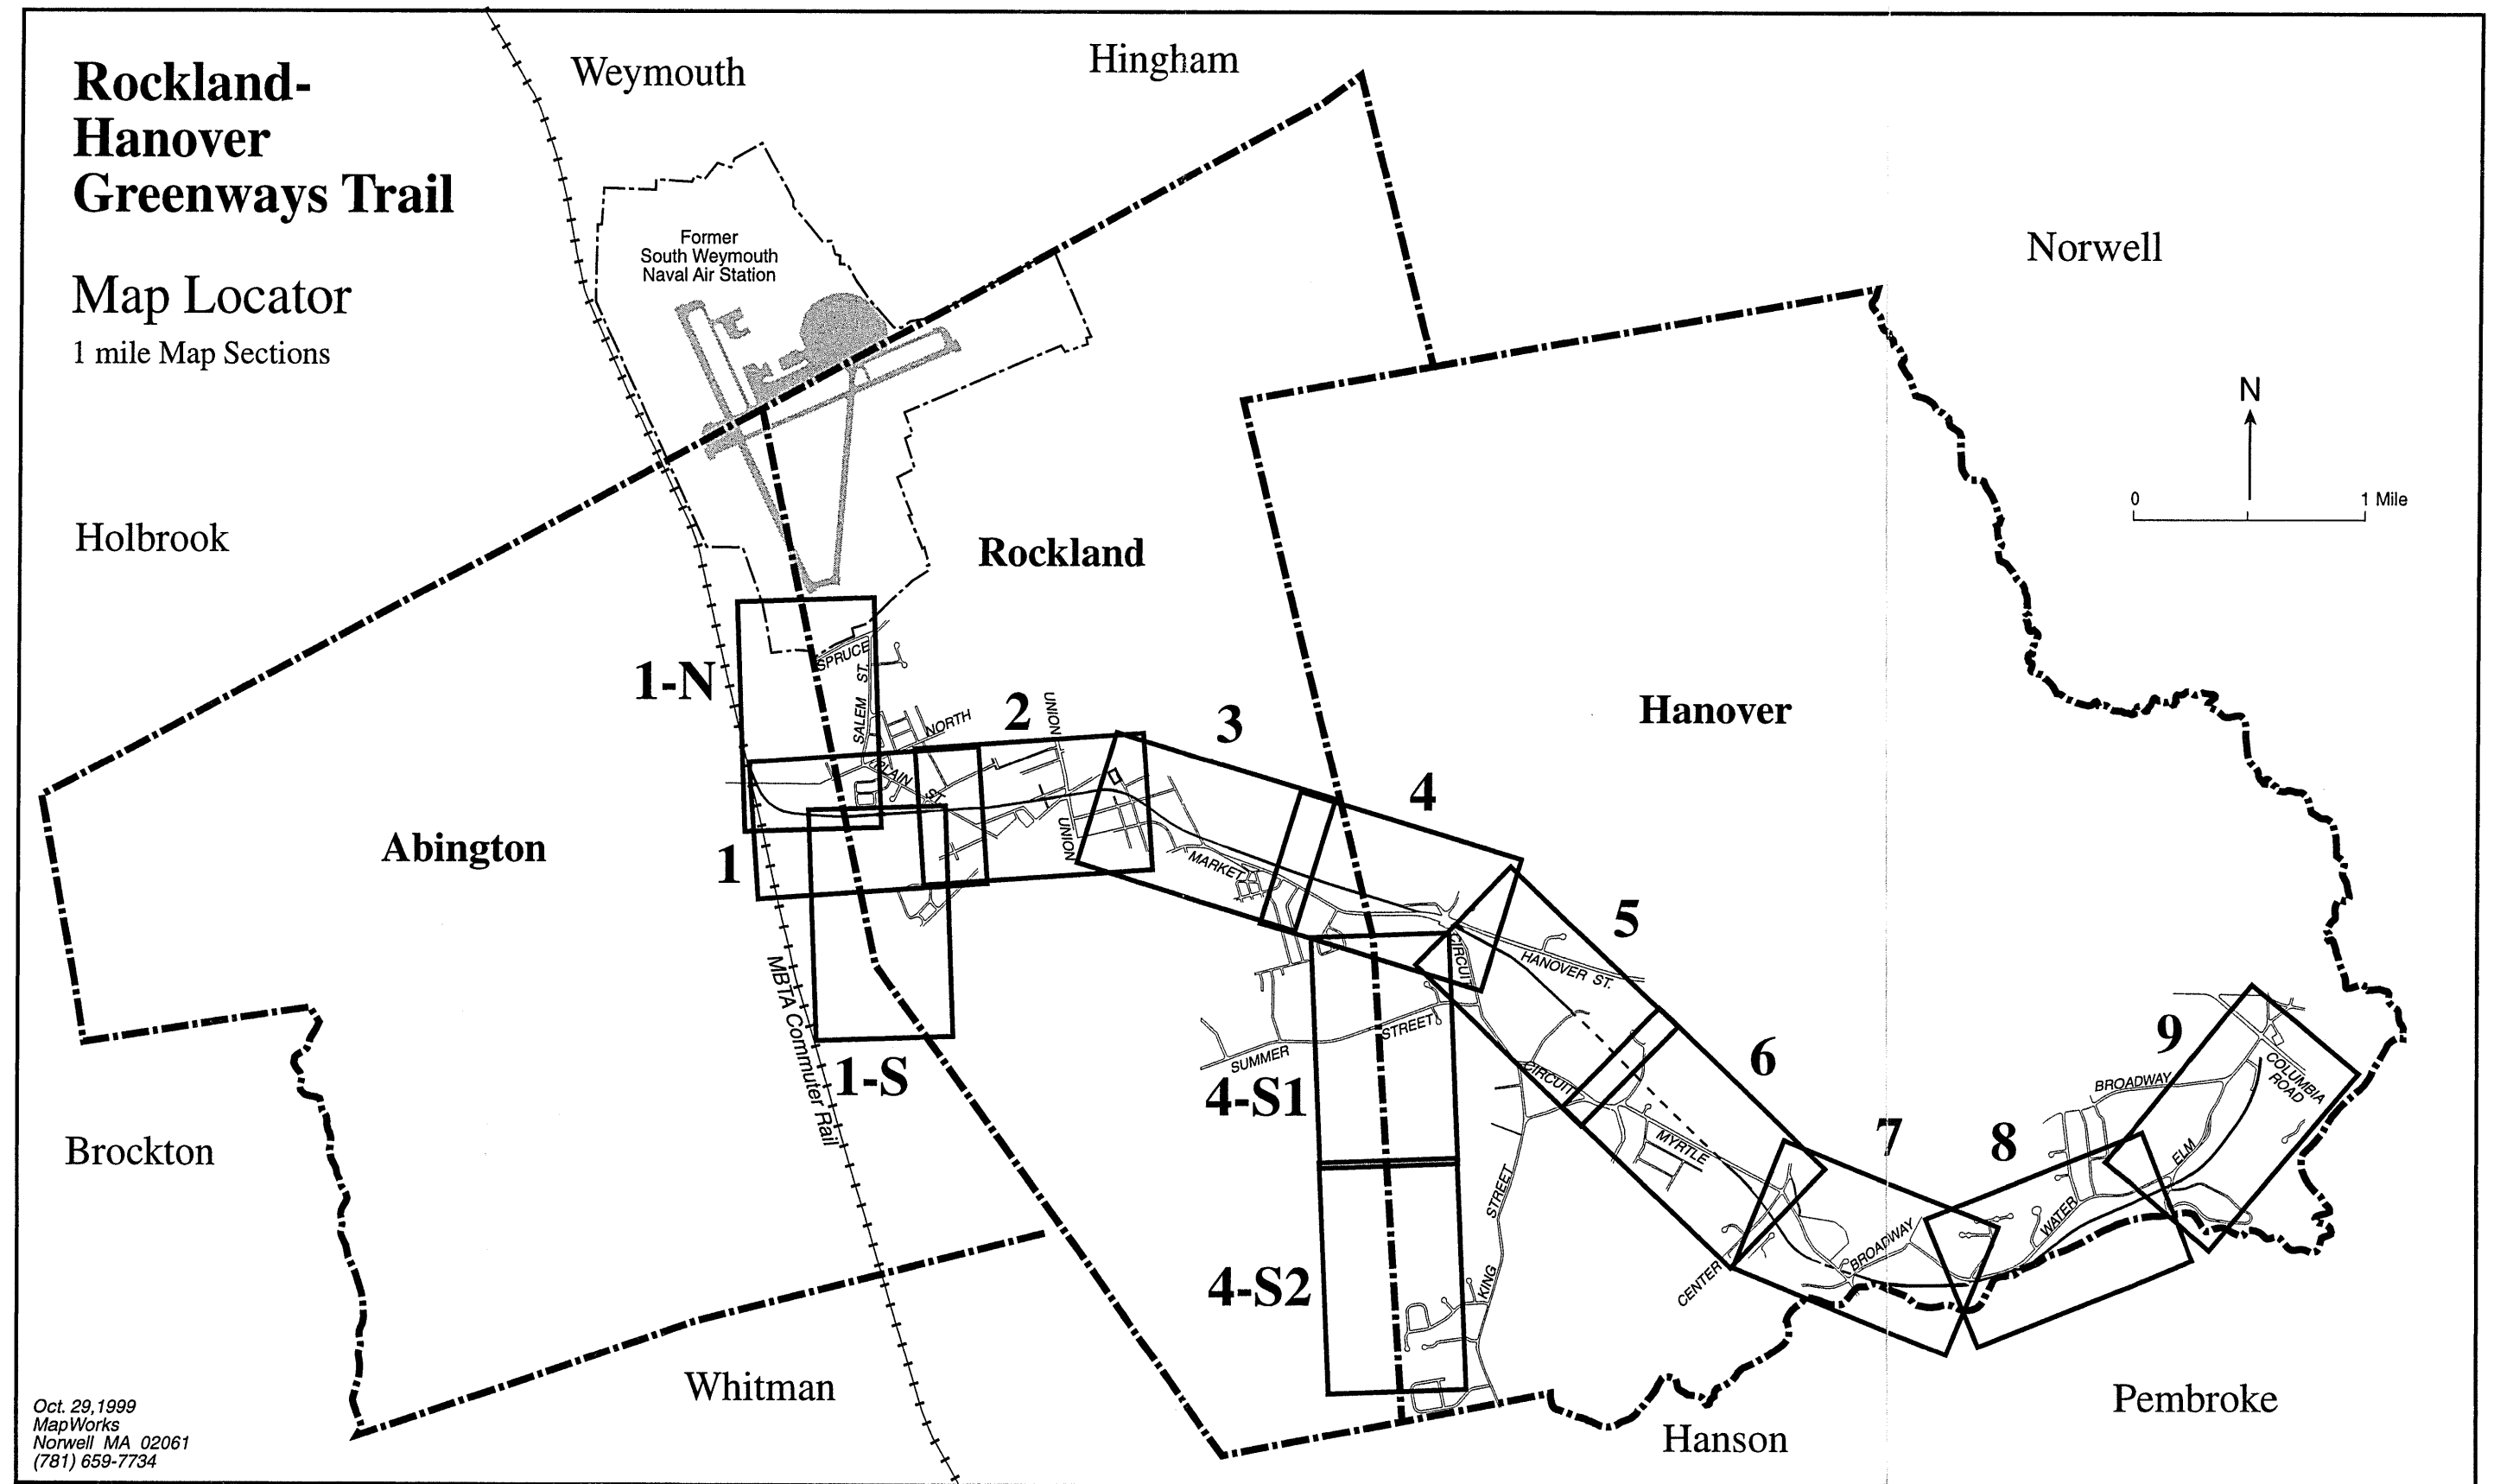 Rockland-
Hanover
Greenways Trail
Map Locator
1 mile Map Sections
Weymouth
Hingham
Norwell
Former
South Weymouth
Naval Air Station
N
0
1 Mile
Holbrook
Rockland
Hanover
Abington
Brockton
Whitman
Hanson
Pembroke
1-N
SPRUCE
SALEM ST.
NORTH
2
UNION
3
PLAIN
ST.
UNION
4
1
MARKET
5
CIRCUIT
HANOVER ST.
MBTA Commuter Rail
STREET
SUMMER
1-S
4-S1
CIRCUIT
6
9
COLUMBIA
ROAD
BROADWAY
MYRTLE
7
8
ELM
STREET
WATER
BROADWAY
4-S2
KING
CENTER
Oct. 29,1999
MapWorks
Norwell MA 02061
(781) 659-7734